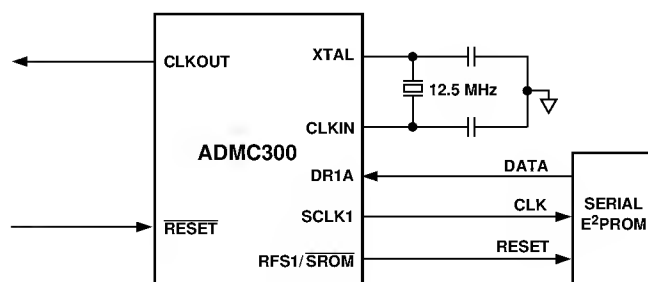 CLKOUT
XTAL
12.5 MHz
CLKIN
ADMC300
DR1A
DATA
SCLK1
CLK
SERIAL
E²PROM
RESET
RFS1/SROM
RESET